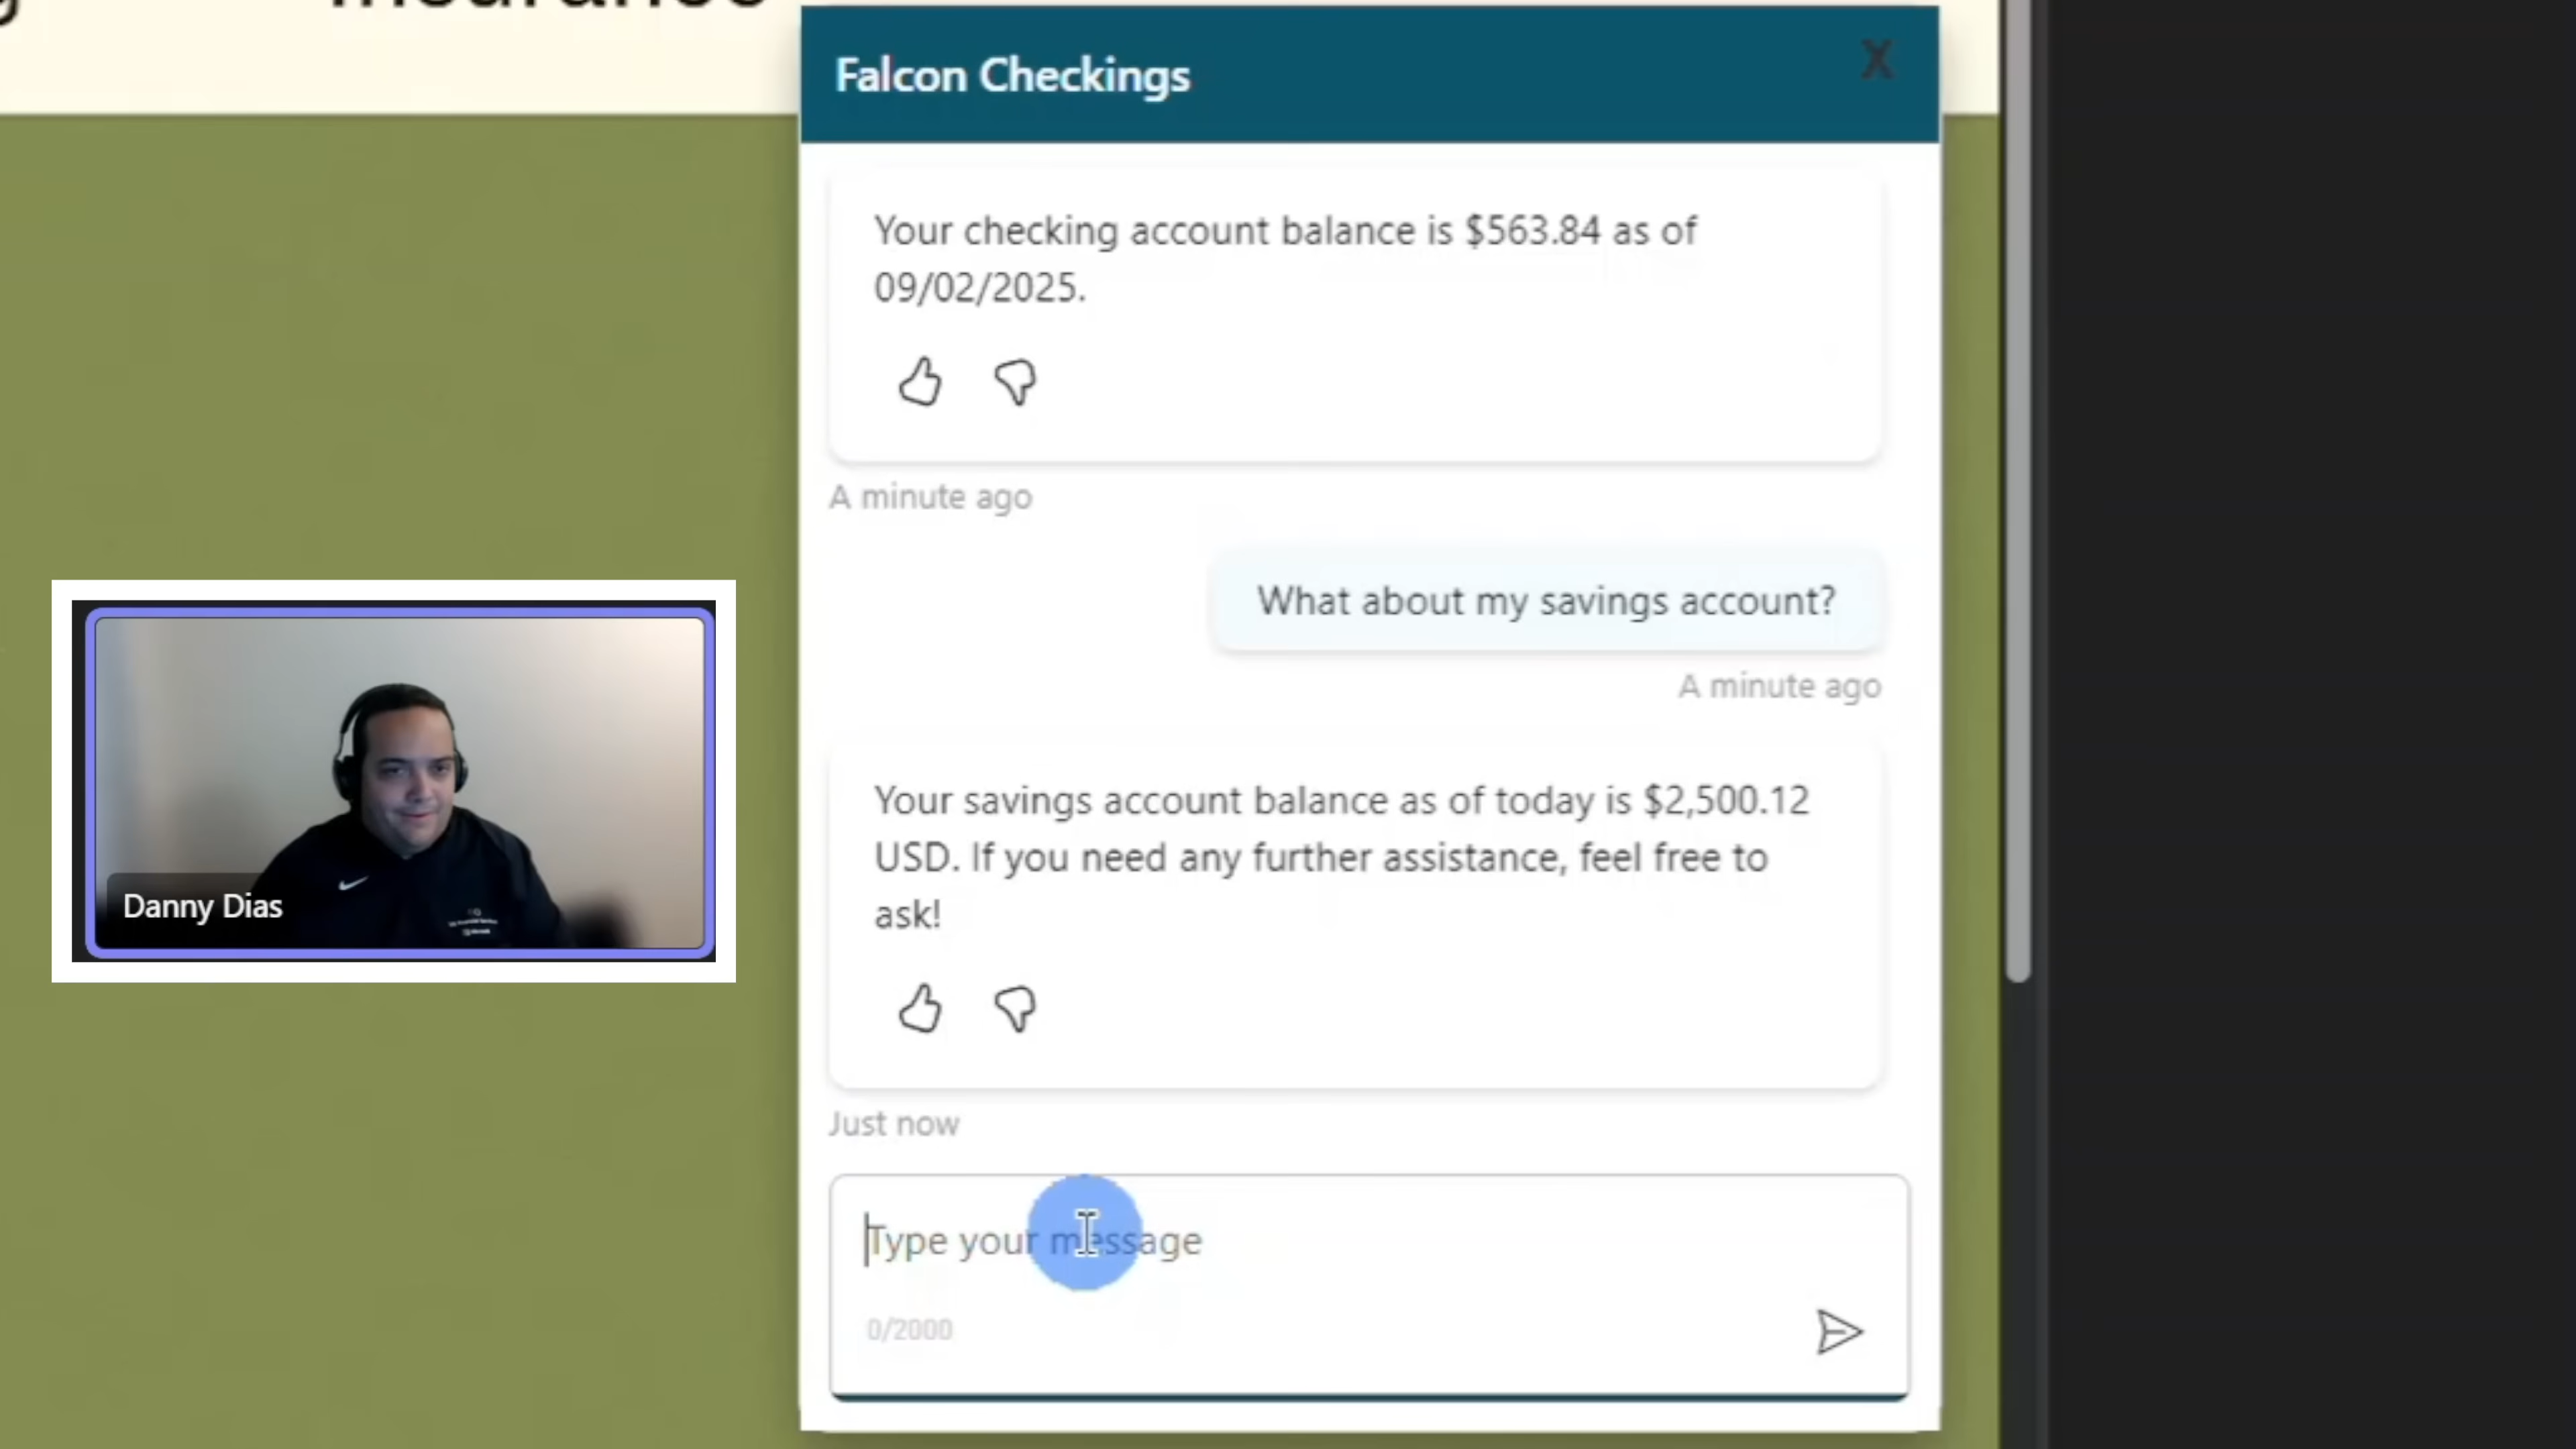 Insurance
Falcon Checkings
X
Your checking account balance is $563.84 as of
09/02/2025.
A minute ago
What about my savings account?
A minute ago
Your savings account balance as of today is $2,500.12
USD. If you need any further assistance, feel free to
ask!
Just now
Type your message
0/2000
Danny Dias